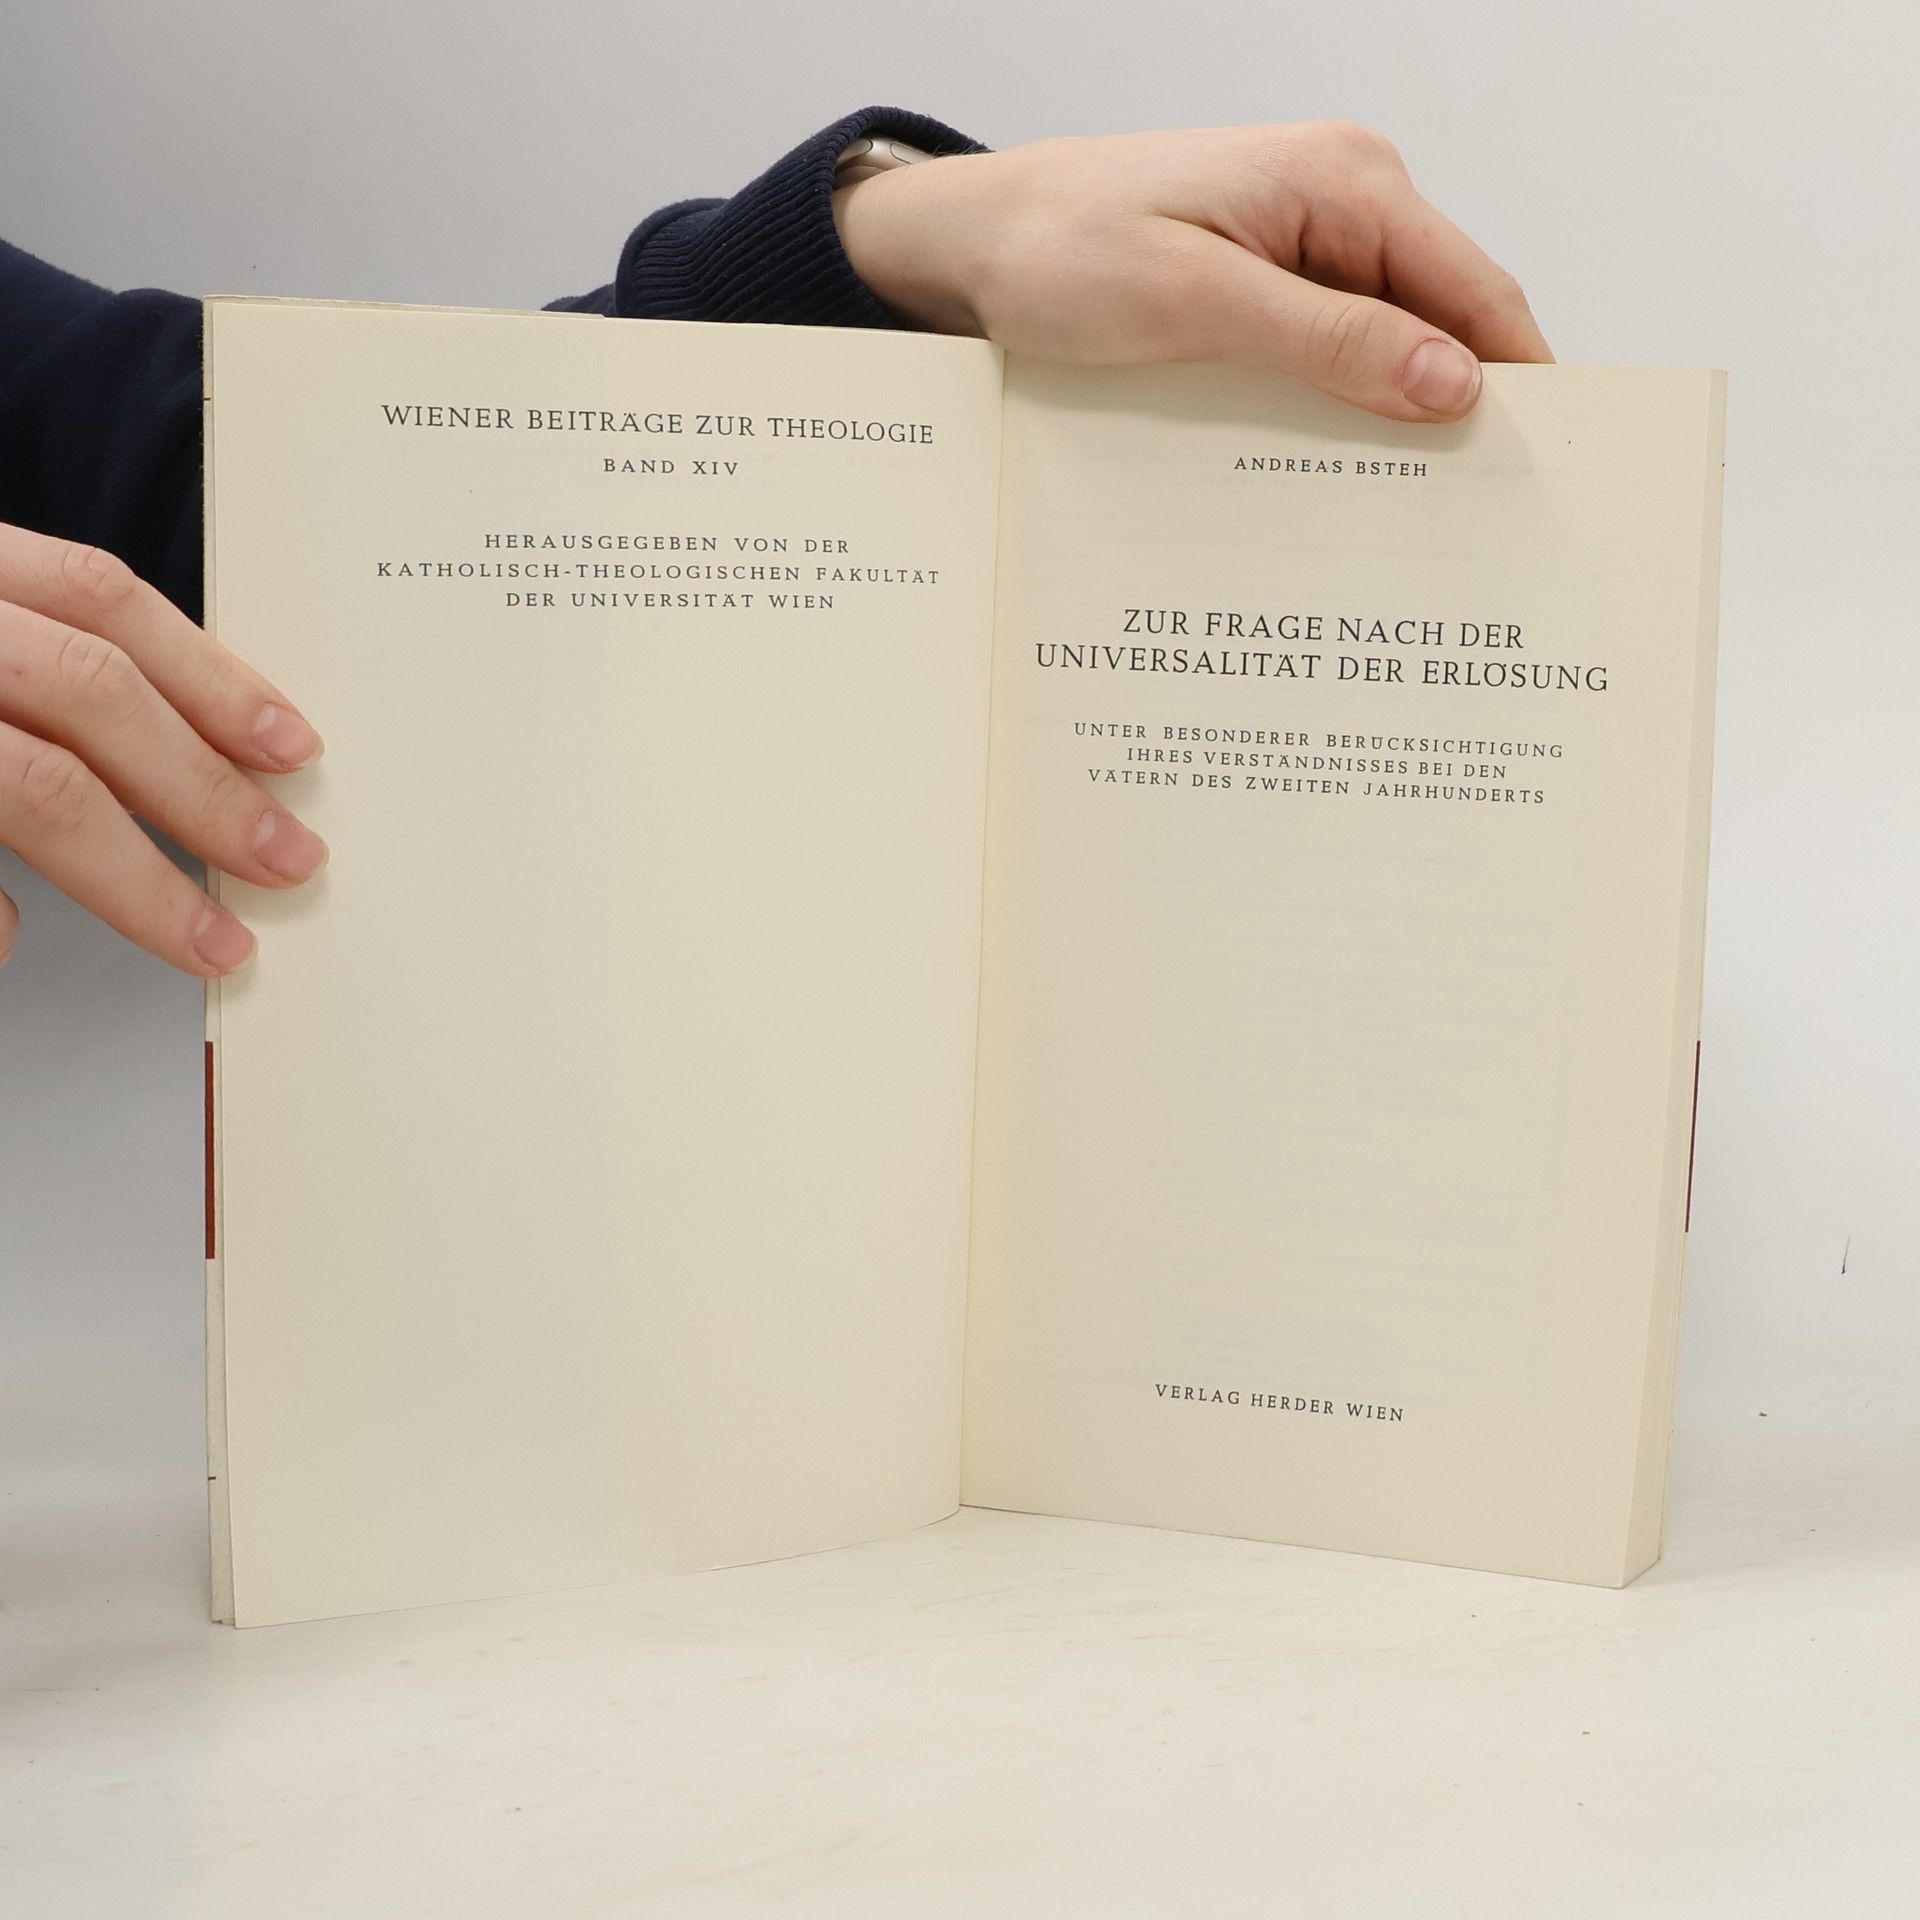 WIENER BEITRÄGE ZUR THEOLOGIE
BAND XIV
HERAUSGEGEBEN VON DER
KATHOLISCH-THEOLOGISCHEN FAKULTÄT
DER UNIVERSITÄT WIEN
ANDREAS BSTEH
ZUR FRAGE NACH DER
UNIVERSALITÄT DER ERLÖSUNG
UNTER BESONDERER BERÜCKSICHTIGUNG
IHRES VERSTÄNDNISSES BEI DEN
VÄTERN DES ZWEITEN JAHRHUNDERTS
VERLAG HERDER WIEN